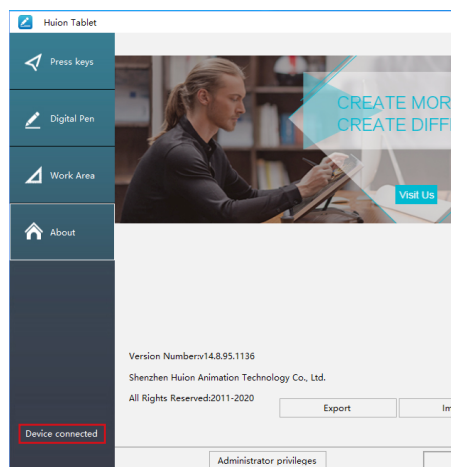 Huion Tablet
Press keys
Digital Pen
Work Area
About
CREATE MOR
CREATE DIFF
Visit Us
Version Number:v14.8.95.1136
Shenzhen Huion Animation Technology Co., Ltd.
All Rights Reserved:2011-2020
Export
Im
Device connected
Administrator privileges